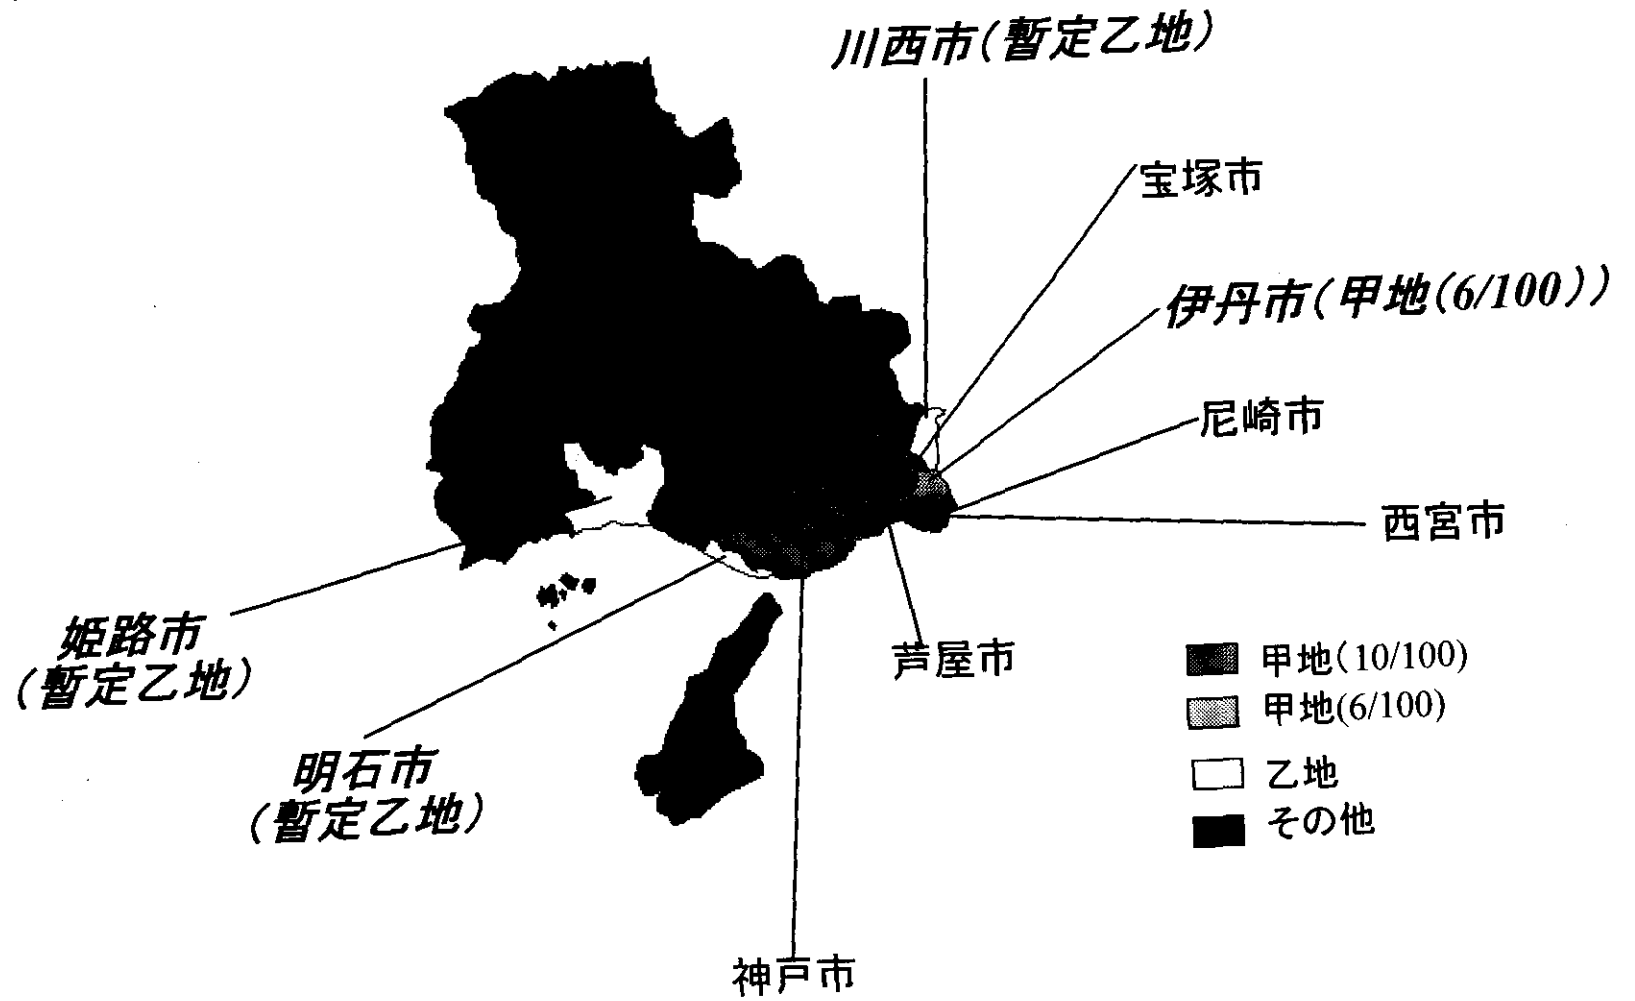 川西市(暫定乙地)
宝塚市
伊丹市(甲地(6/100))
尼崎市
西宮市
姫路市
(暫定乙地)
芦屋市
明石市
(暫定乙地)
神戸市
甲地(10/100)
甲地(6/100)
乙地
その他